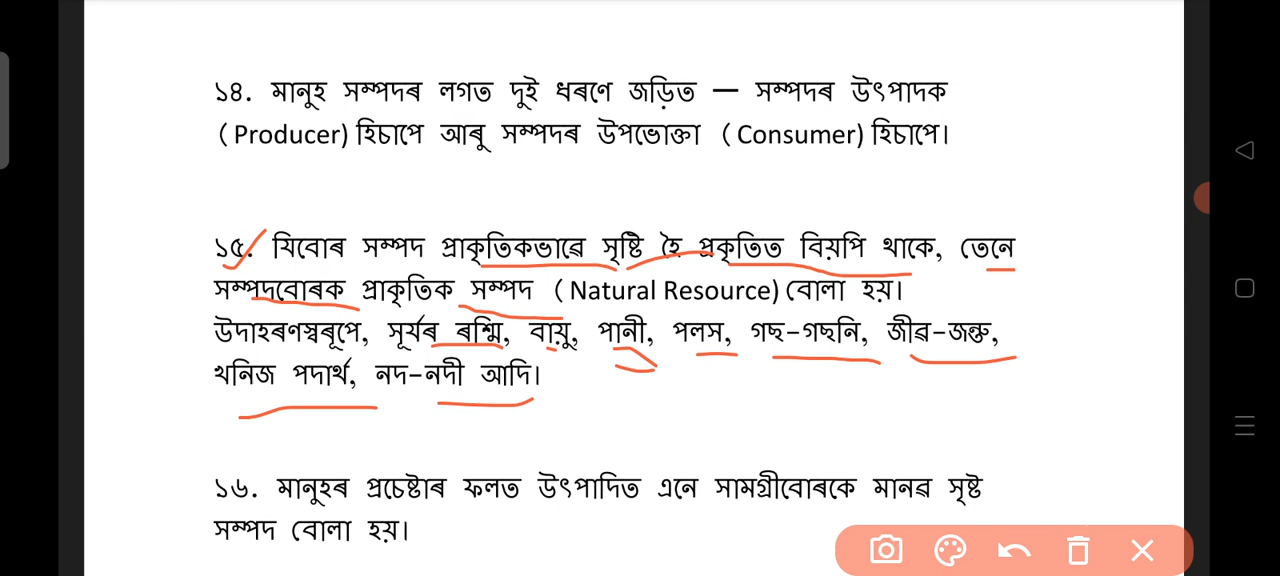 ১৪. মানুহ সম্পদৰ লগত দুই ধৰণে জড়িত — সম্পদৰ উৎপাদক
(Producer) হিচাপে আৰু সম্পদৰ উপভোক্তা (Consumer) হিচাপে।
১৫. যিবোৰ সম্পদ প্ৰাকৃতিকভাৱে সৃষ্টি হৈ প্ৰকৃতিত বিয়পি থাকে, তেনে
সম্পদবোৰক প্ৰাকৃতিক সম্পদ (Natural Resource) বোলা হয়।
উদাহৰণস্বৰূপে, সূৰ্যৰ ৰশ্মি, বায়ু, পানী, পলস, গছ-গছনি, জীৱ-জন্তু,
খনিজ পদাৰ্থ, নদ-নদী আদি।
১৬. মানুহৰ প্ৰচেষ্টাৰ ফলত উৎপাদিত এনে সামগ্ৰীবোৰকে মানৱ সৃষ্ট
সম্পদ বোলা হয়।